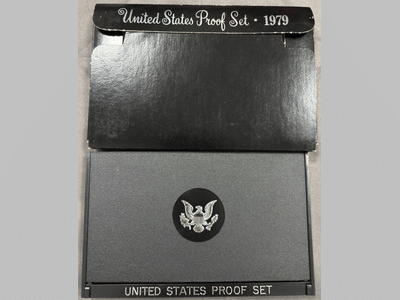 United States Proof Set · 1979
UNITED STATES PROOF SET